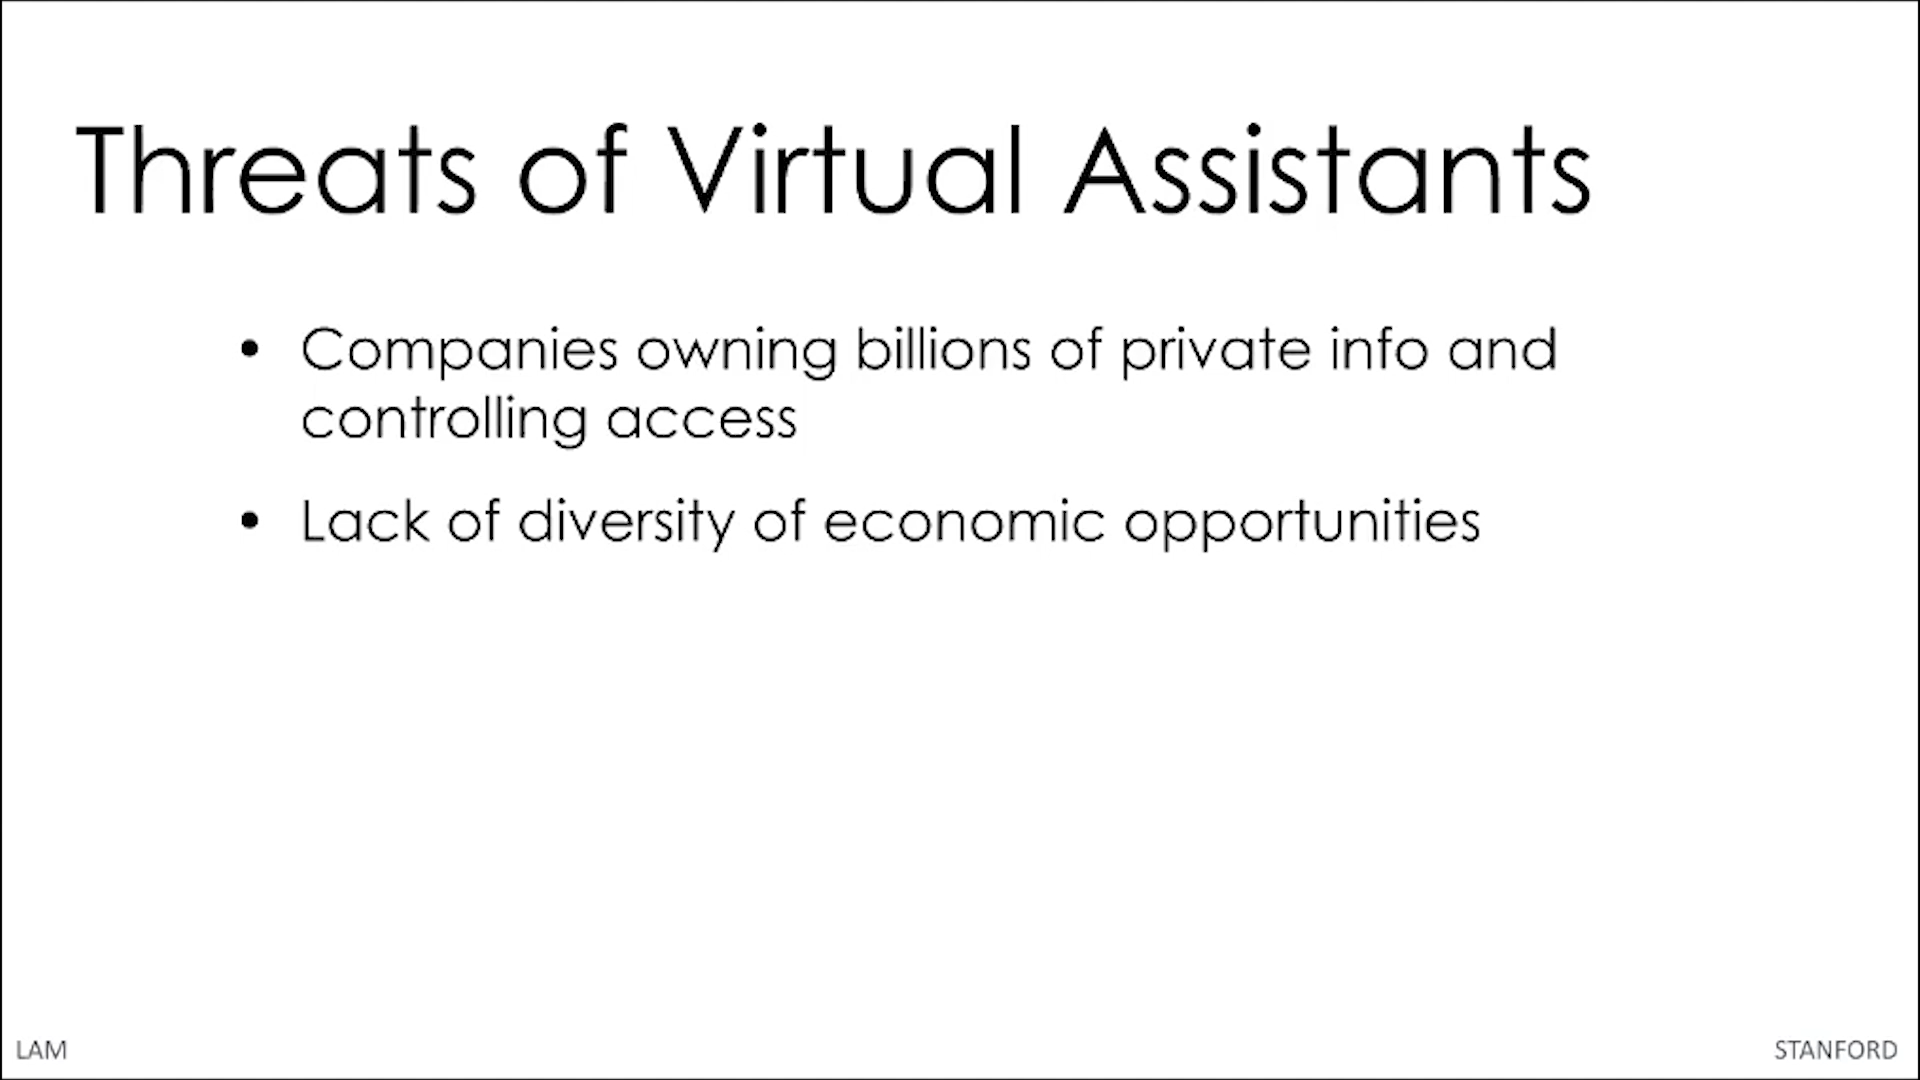 Threats of Virtual Assistants
• Companies owning billions of private info and
controlling access
• Lack of diversity of economic opportunities
LAM
STANFORD